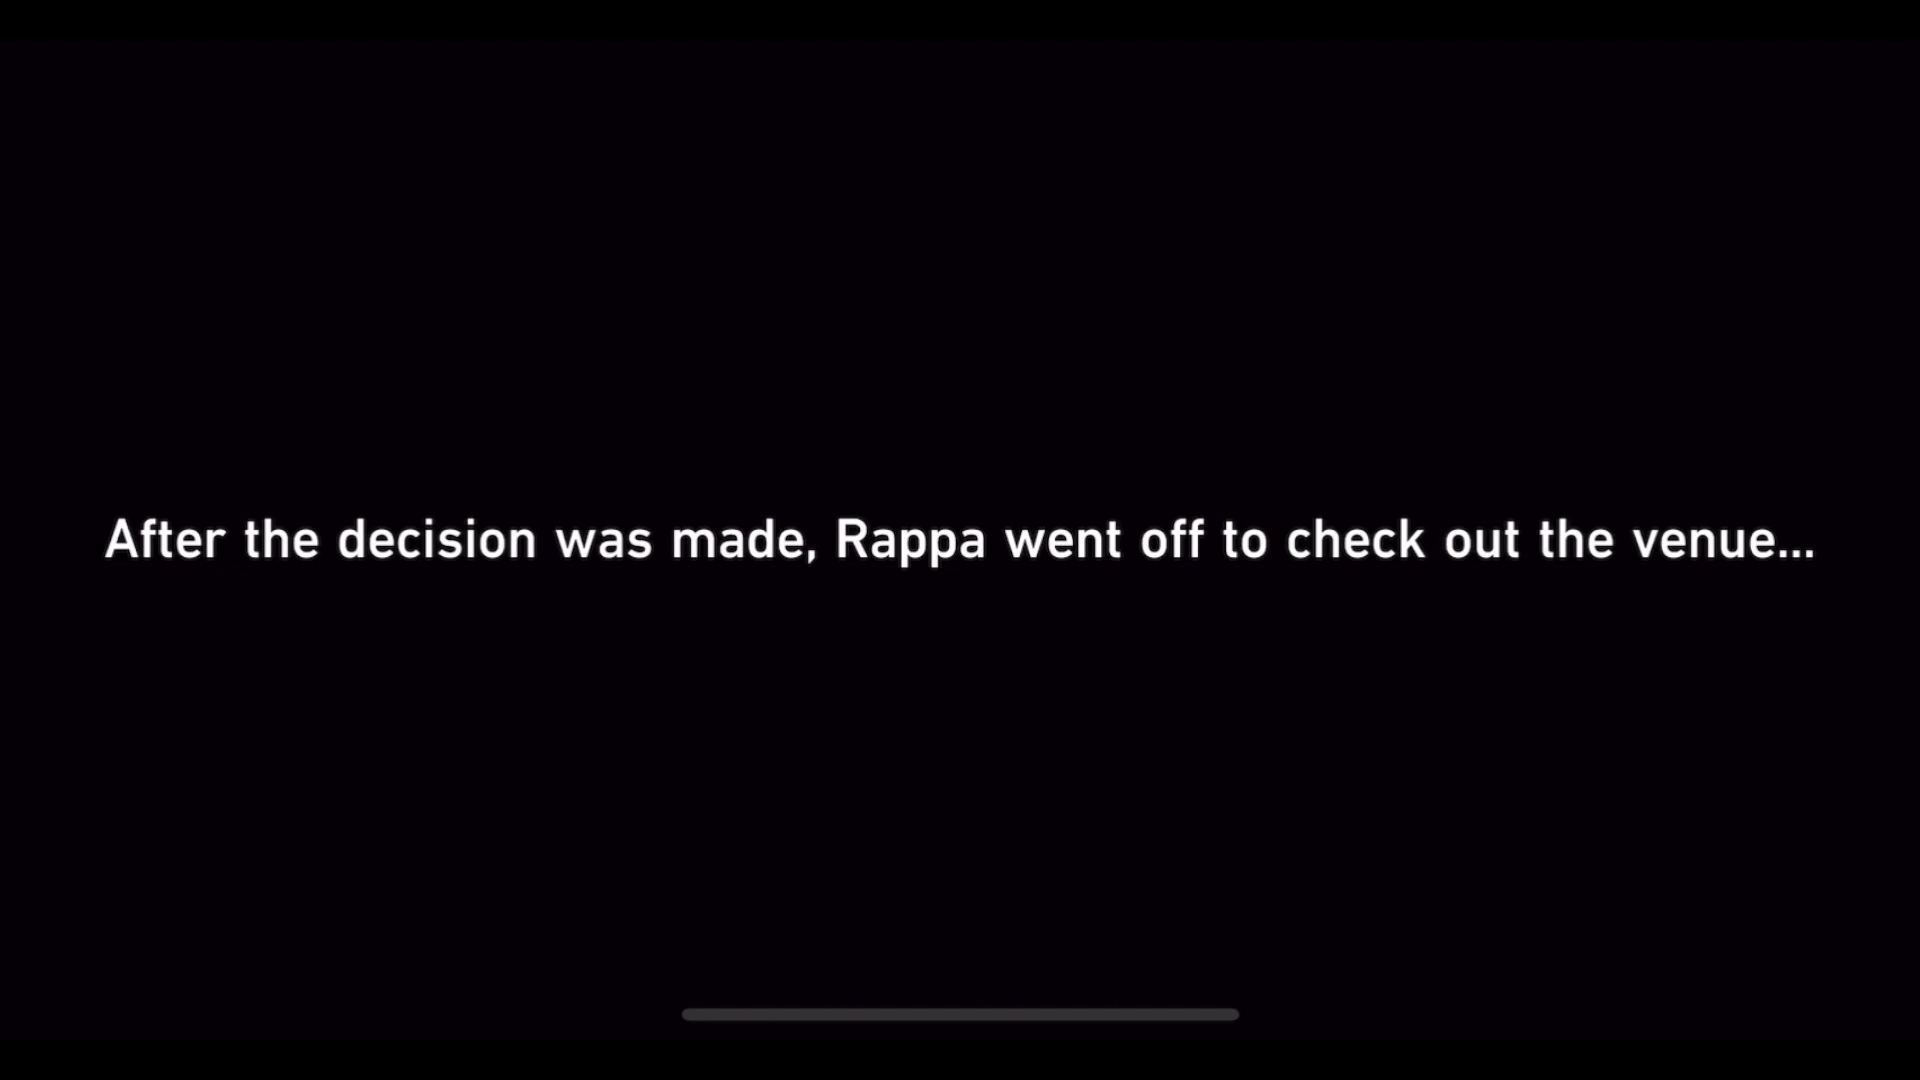 After the decision was made, Rappa went off to check out the venue...